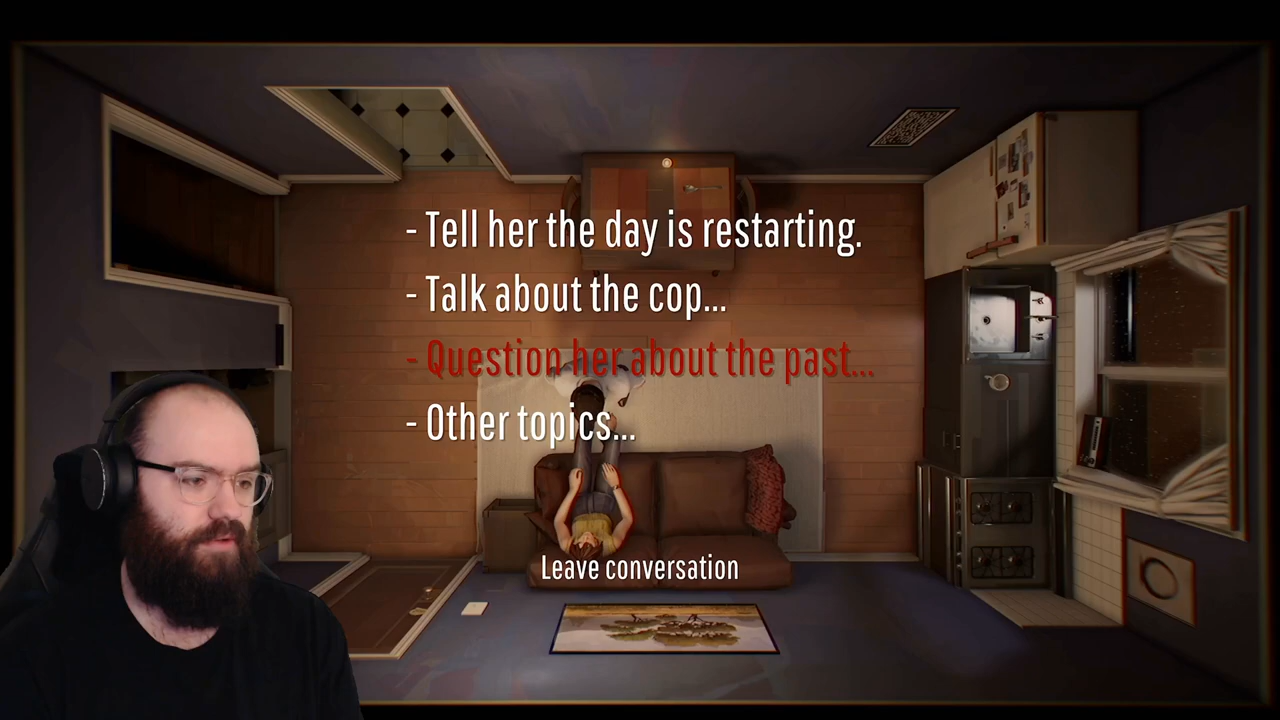 - Tell her the day is restarting.
- Talk about the cop...
- Question her about the past...
- Other topics...
Leave conversation